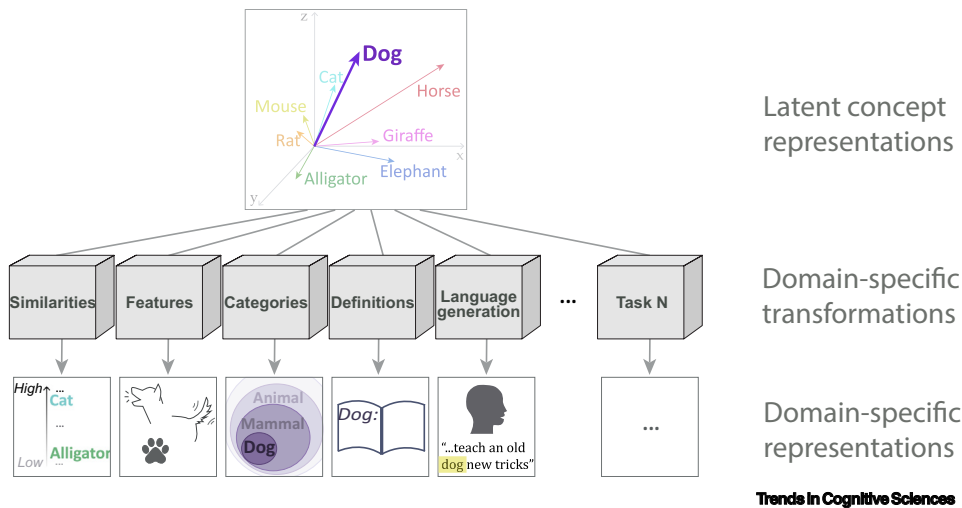 z
Dog
Cat
Horse
Mouse
Rat
Giraffe
x
Elephant
Alligator
y
Latent concept
representations
Similarities
Features
Categories
Definitions
Language
generation
...
Task N
Domain-specific
transformations
High
...
Cat
...
Alligator
Low
...
Animal
Mammal
Dog
Dog:
“...teach an old
dog new tricks”
...
Domain-specific
representations
Trends in Cognitive Sciences